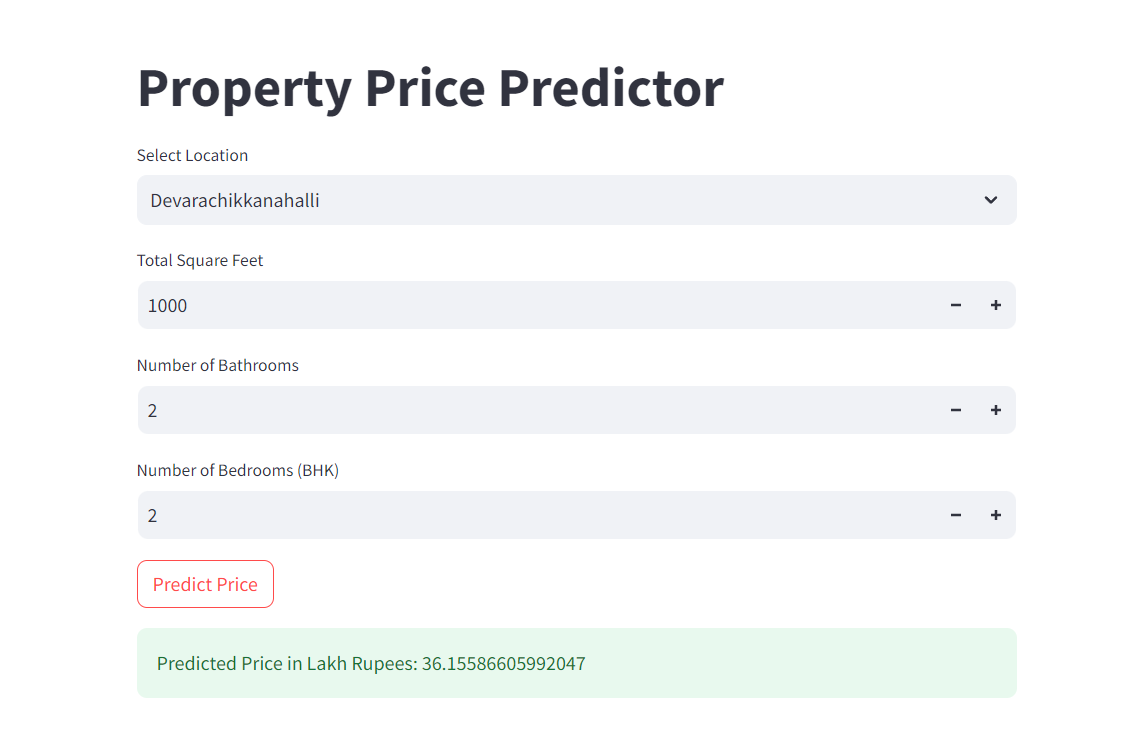 Property Price Predictor
Select Location
Devarachikkanahalli
Total Square Feet
1000
Number of Bathrooms
2
Number of Bedrooms (BHK)
2
Predict Price
Predicted Price in Lakh Rupees: 36.15586605992047